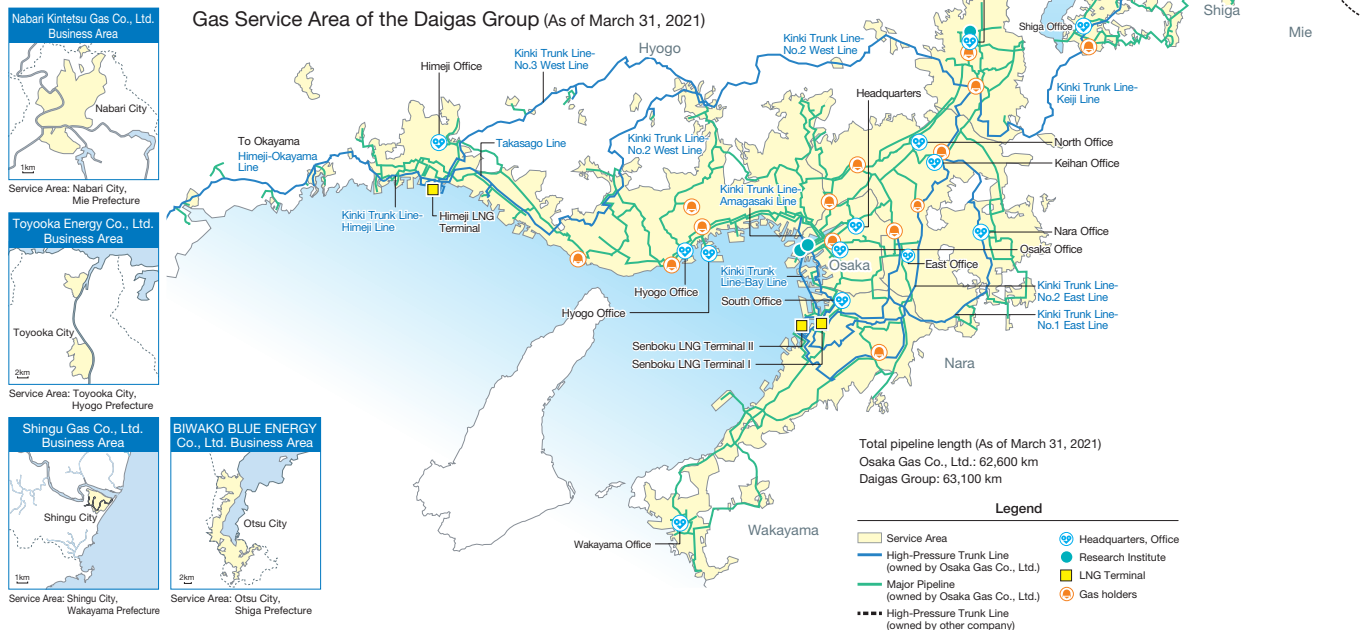 Gas Service Area of the Daigas Group (As of March 31, 2021)
Nabari Kintetsu Gas Co., Ltd.
Business Area
Nabari City
1km
Service Area: Nabari City,
Mie Prefecture
Toyooka Energy Co., Ltd.
Business Area
Toyooka City
2km
Service Area: Toyooka City,
Hyogo Prefecture
Shingu Gas Co., Ltd.
Business Area
Shingu City
1km
Service Area: Shingu City,
Wakayama Prefecture
BIWAKO BLUE ENERGY
Co., Ltd. Business Area
Otsu City
2km
Service Area: Otsu City,
Shiga Prefecture
Shiga
Mie
Shiga Office
Hyogo
Kinki Trunk Line-
No.2 West Line
Kinki Trunk Line-
No.3 West Line
Himeji Office
Headquarters
Kinki Trunk Line-
Keiji Line
To Okayama
Himeji-Okayama
Line
Takasago Line
Kinki Trunk Line-
No.2 West Line
North Office
Keihan Office
Kinki Trunk Line-
Amagasaki Line
Kinki Trunk Line-
Himeji Line
Himeji LNG
Terminal
Nara Office
Osaka Office
Osaka
East Office
Kinki Trunk
Line-Bay Line
Hyogo Office
South Office
Kinki Trunk Line-
No.2 East Line
Hyogo Office
Kinki Trunk Line-
No.1 East Line
Senboku LNG Terminal II
Senboku LNG Terminal I
Nara
Wakayama
Wakayama Office
Total pipeline length (As of March 31, 2021)
Osaka Gas Co., Ltd.: 62,600 km
Daigas Group: 63,100 km
Legend
Service Area
High-Pressure Trunk Line
(owned by Osaka Gas Co., Ltd.)
Major Pipeline
(owned by Osaka Gas Co., Ltd.)
High-Pressure Trunk Line
(owned by other company)
Headquarters, Office
Research Institute
LNG Terminal
Gas holders